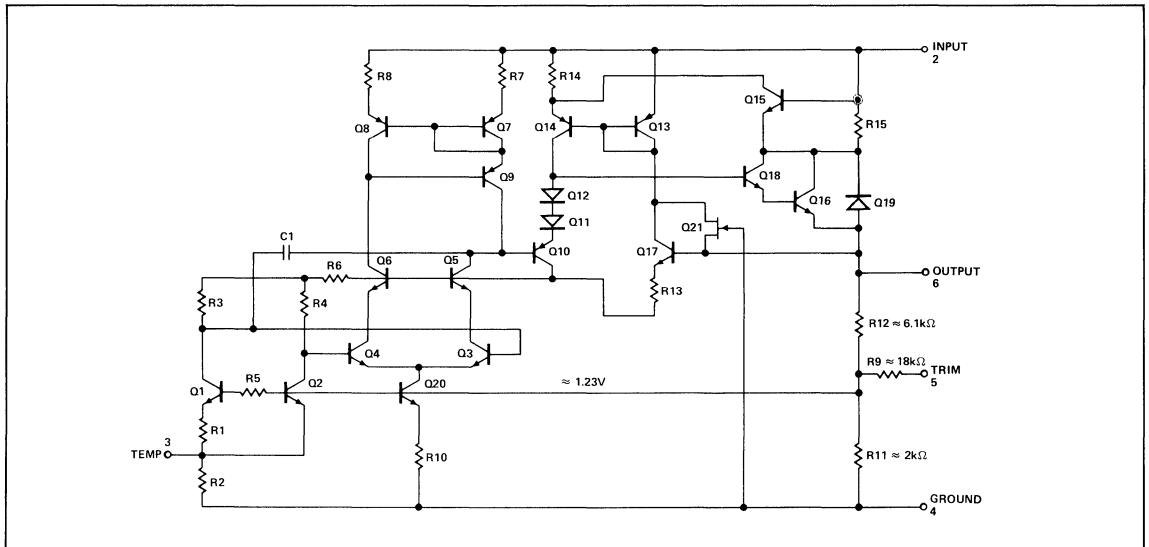 INPUT
2
R8
R7
R14
Q15
R15
Q8
Q7
Q14
Q13
Q9
Q18
Q12
Q16
Q19
Q11
Q21
C1
Q10
Q17
R6
Q6
Q5
OUTPUT
6
R3
R4
R13
R12 ≈ 6.1kΩ
Q4
Q3
R9 ≈ 18kΩ
TRIM
5
R5
Q1
Q2
Q20
≈ 1.23V
R1
TEMP
3
R10
R11 ≈ 2kΩ
R2
GROUND
4